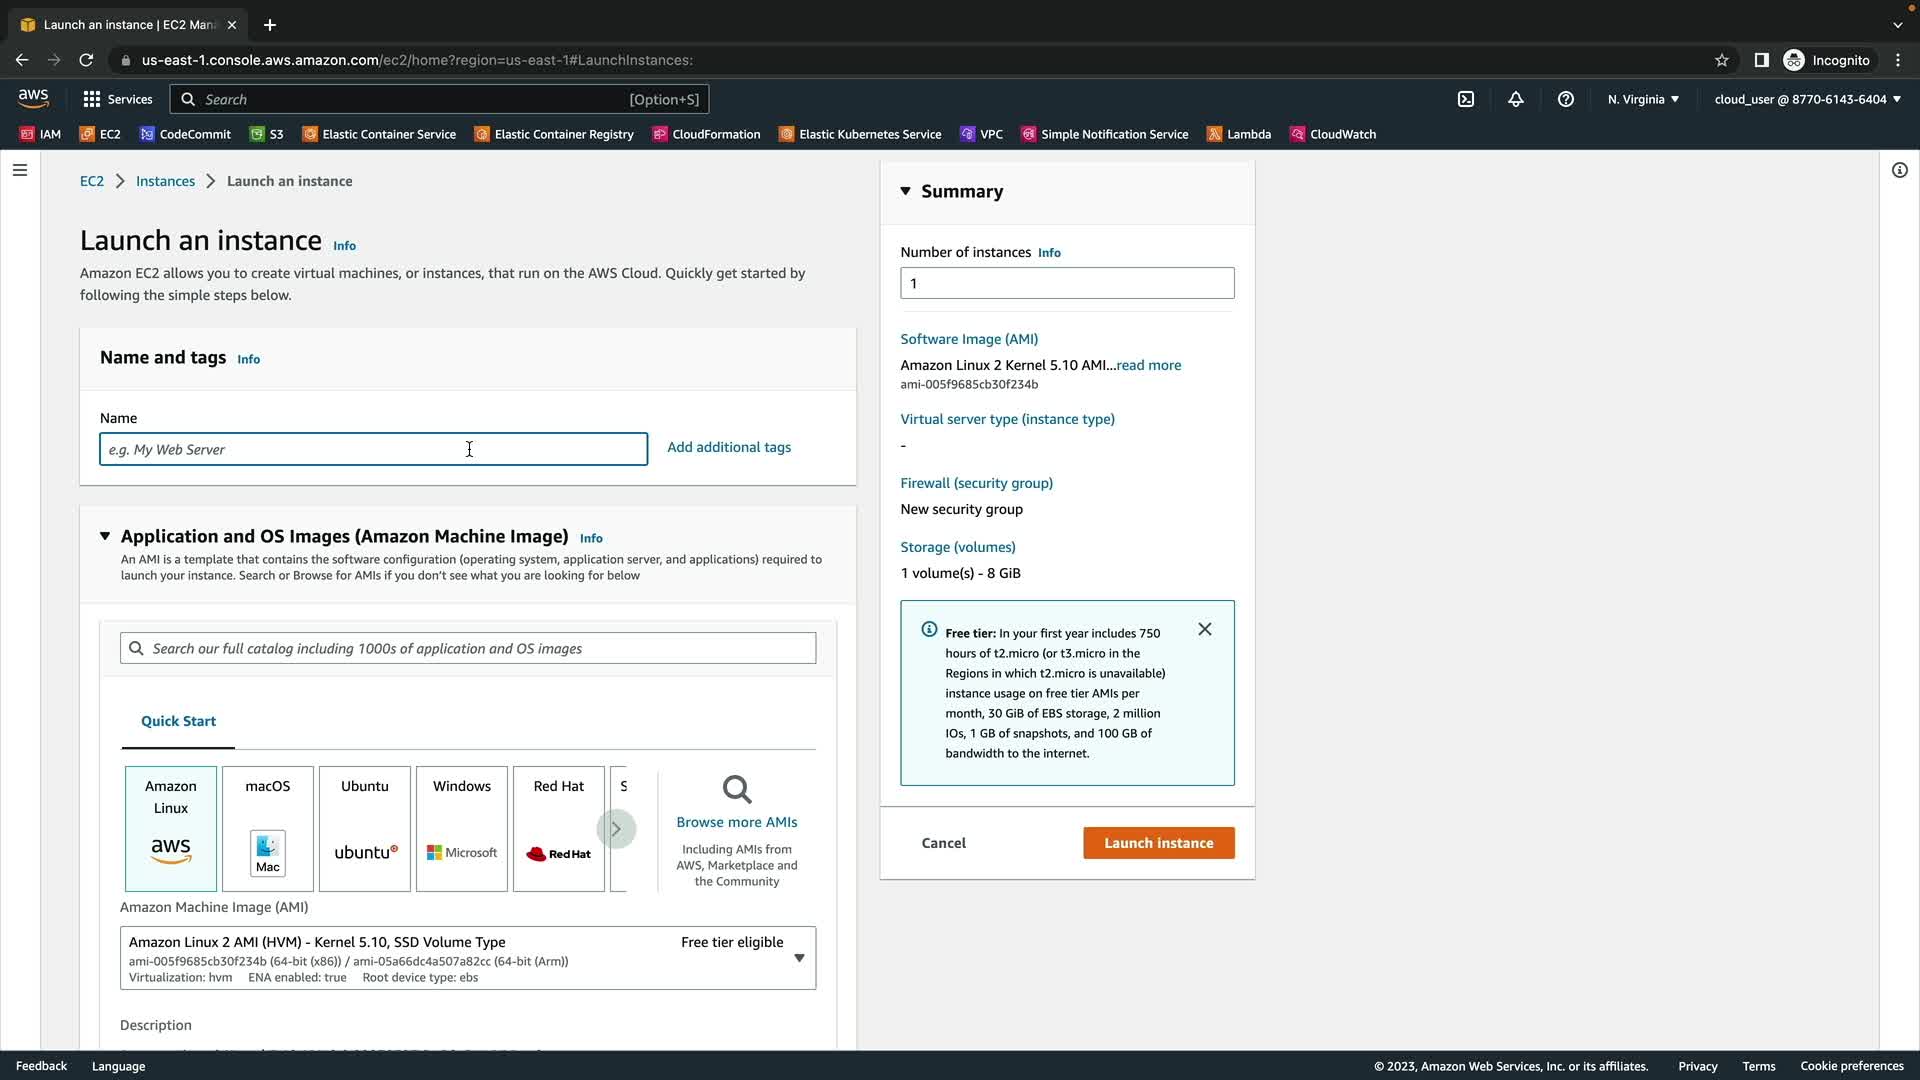 Launch an instance | EC2 Man
us-east-1.console.aws.amazon.com/ec2/home?region=us-east-1#LaunchInstances:
Incognito
aws
Services
Search
[Option+S]
N. Virginia
cloud_user @ 8770-6143-6404
IAM
EC2
CodeCommit
S3
Elastic Container Service
Elastic Container Registry
CloudFormation
Elastic Kubernetes Service
VPC
Simple Notification Service
Lambda
CloudWatch
EC2
Instances
Launch an instance
Launch an instance Info
Amazon EC2 allows you to create virtual machines, or instances, that run on the AWS Cloud. Quickly get started by
following the simple steps below.
Name and tags Info
Name
e.g. My Web Server
Add additional tags
Application and OS Images (Amazon Machine Image) Info
An AMI is a template that contains the software configuration (operating system, application server, and applications) required to
launch your instance. Search or Browse for AMIs if you don't see what you are looking for below
Search our full catalog including 1000s of application and OS images
Quick Start
Amazon
Linux
aws
macOS
Mac
Ubuntu
ubuntu
Windows
Microsoft
Red Hat
RedHat
S
Browse more AMIs
Including AMIs from
AWS, Marketplace and
the Community
Amazon Machine Image (AMI)
Amazon Linux 2 AMI (HVM) - Kernel 5.10, SSD Volume Type
Free tier eligible
ami-005f9685cb30f234b (64-bit (x86)) / ami-05a66dc4a507a82cc (64-bit (Arm))
Virtualization: hvm ENA enabled: true Root device type: ebs
Description
Summary
Number of instances Info
1
Software Image (AMI)
Amazon Linux 2 Kernel 5.10 AMI...read more
ami-005f9685cb30f234b
Virtual server type (instance type)
-
Firewall (security group)
New security group
Storage (volumes)
1 volume(s) - 8 GiB
Free tier: In your first year includes 750
hours of t2.micro (or t3.micro in the
Regions in which t2.micro is unavailable)
instance usage on free tier AMIs per
month, 30 GiB of EBS storage, 2 million
IOs, 1 GB of snapshots, and 100 GB of
bandwidth to the internet.
Cancel
Launch instance
Feedback
Language
© 2023, Amazon Web Services, Inc. or its affiliates.
Privacy
Terms
Cookie preferences